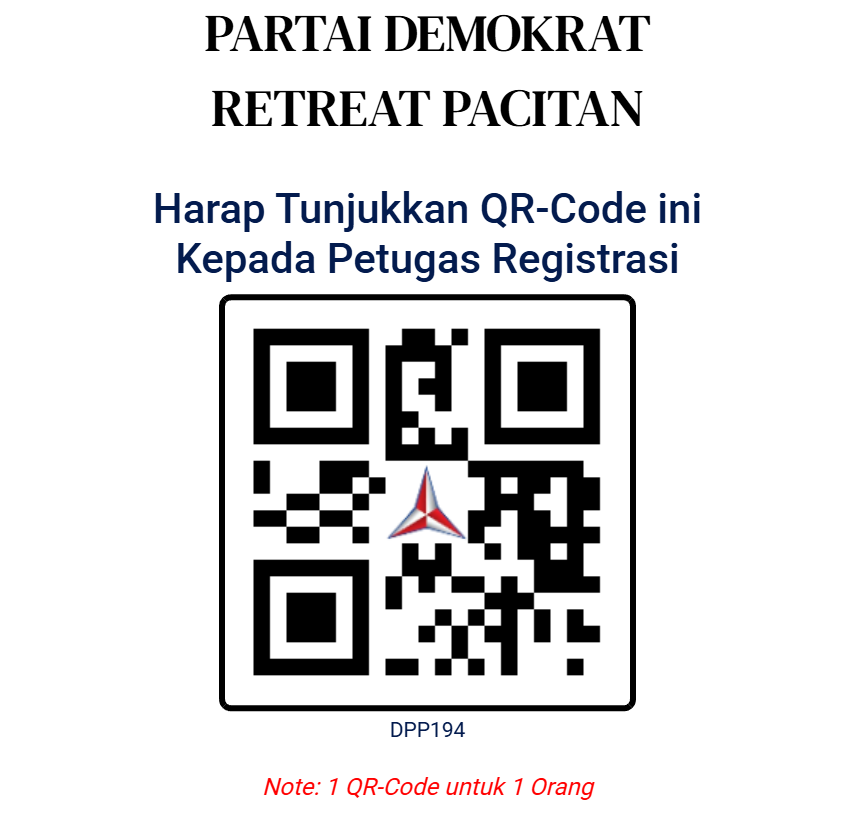 PARTAI DEMOKRAT
RETREAT PACITAN
Harap Tunjukkan QR-Code ini
Kepada Petugas Registrasi
DPP194
Note: 1 QR-Code untuk 1 Orang